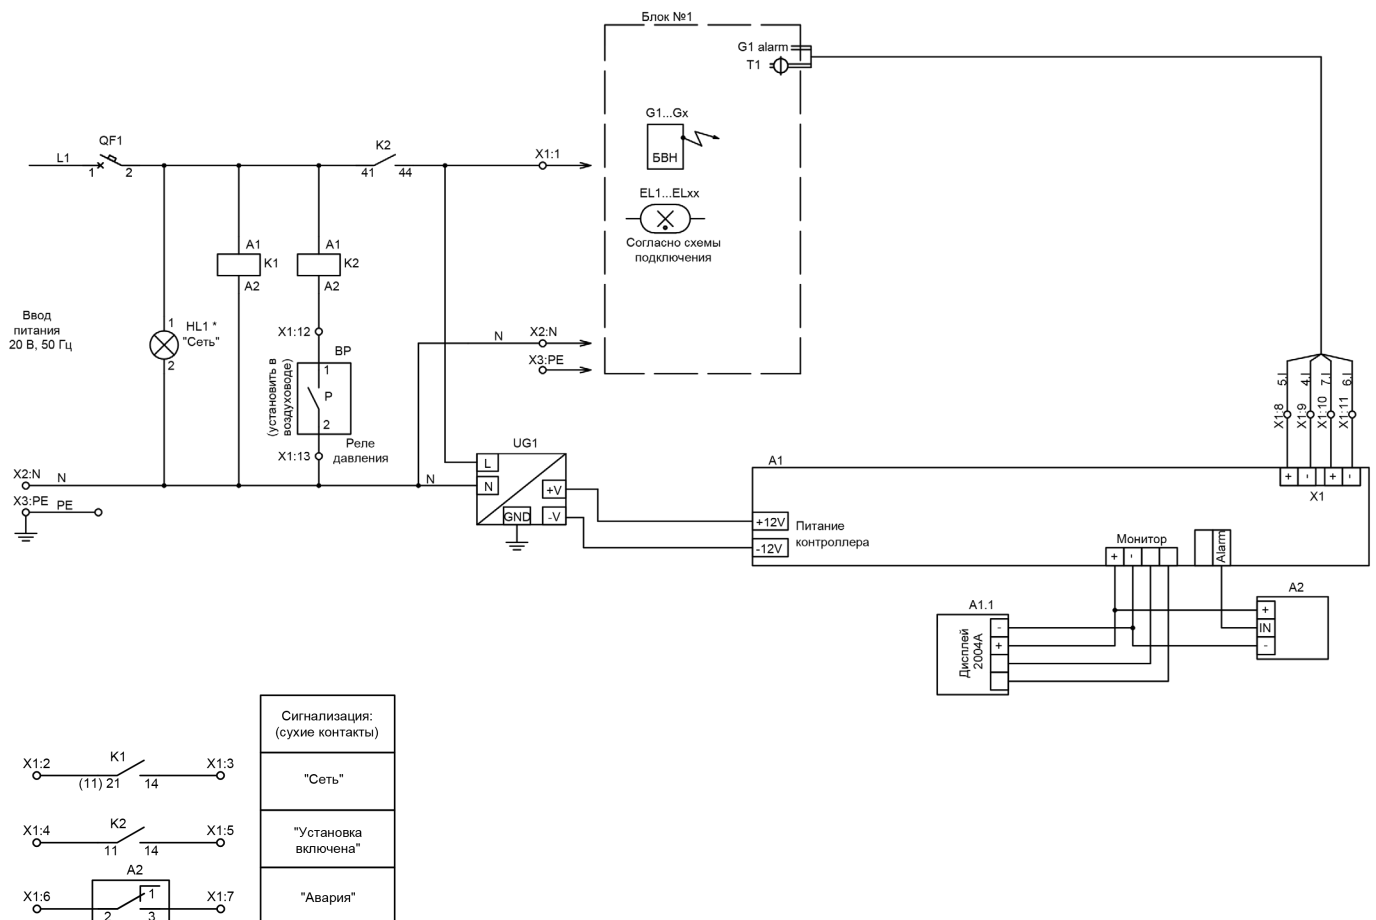 Блок №1
G1 alarm
T1
G1...Gx
БВН
QF1
L1
1
2
K2
41
44
X1:1
EL1...ELxx
Согласно схемы
подключения
A1
K1
A2
A1
K2
A2
Ввод
питания
20 В, 50 Гц
1
HL1 *
"Сеть"
2
X1:12
BP
1
P
2
(установить в
воздуховоде)
Реле
давления
X1:13
N
X2:N
X3:PE
5.1
4.1
7.1
6.1
X1:8
X1:9
X1:10
X1:11
X2:N
N
N
X3:PE
PE
UG1
L
N
+V
GND
-V
A1
+
-
+
-
X1
+12V
-12V
Питание
контроллера
Монитор
+
-
Alarm
A1.1
Дисплей
2004A
-
+
A2
+
IN
-
Сигнализация:
(сухие контакты)
X1:2
K1
X1:3
(11) 21
14
"Сеть"
X1:4
K2
X1:5
11
14
"Установка
включена"
A2
X1:6
1
X1:7
2
3
"Авария"